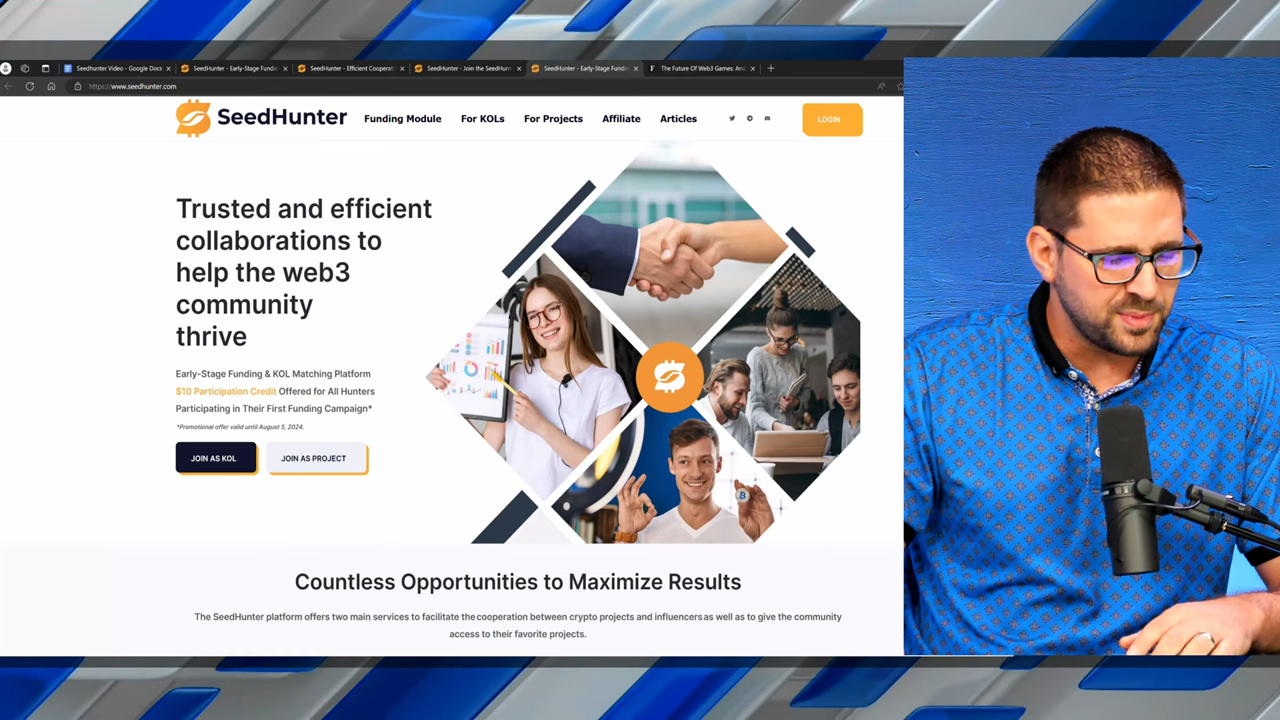 Seedhunter Video - Google Docs
SeedHunter - Early-Stage Fundi
SeedHunter - Efficient Cooperat
SeedHunter - Join the SeedHunt
SeedHunter - Early-Stage Fundi
The Future Of Web3 Games: An
https://www.seedhunter.com
SeedHunter
Funding Module
For KOLs
For Projects
Affiliate
Articles
LOGIN
Trusted and efficient
collaborations to
help the web3
community
thrive
Early-Stage Funding & KOL Matching Platform
$10 Participation Credit Offered for All Hunters
Participating in Their First Funding Campaign*
*Promotional offer valid until August 5, 2024.
JOIN AS KOL
JOIN AS PROJECT
Countless Opportunities to Maximize Results
The SeedHunter platform offers two main services to facilitate the cooperation between crypto projects and influencers as well as to give the community
access to their favorite projects.